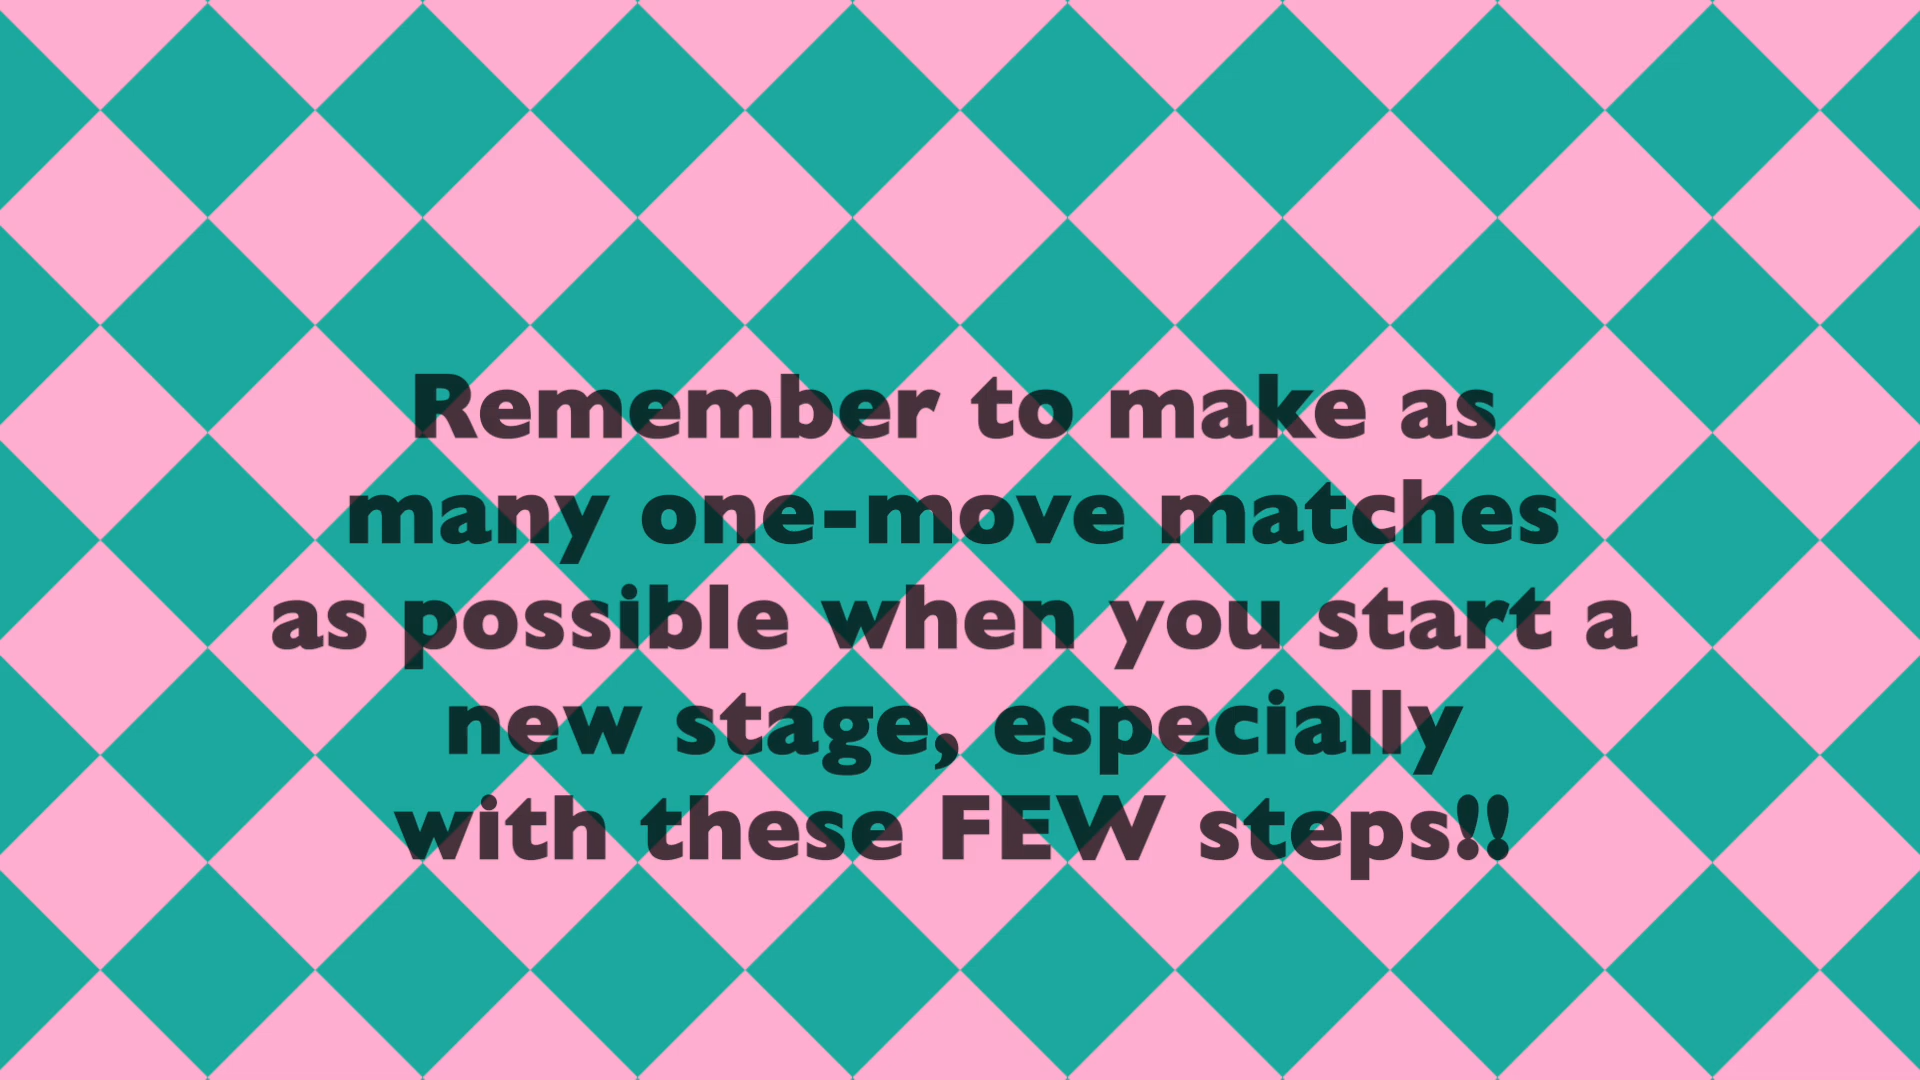 Remember to make as
many one-move matches
as possible when you start a
new stage, especially
with these FEW steps!!